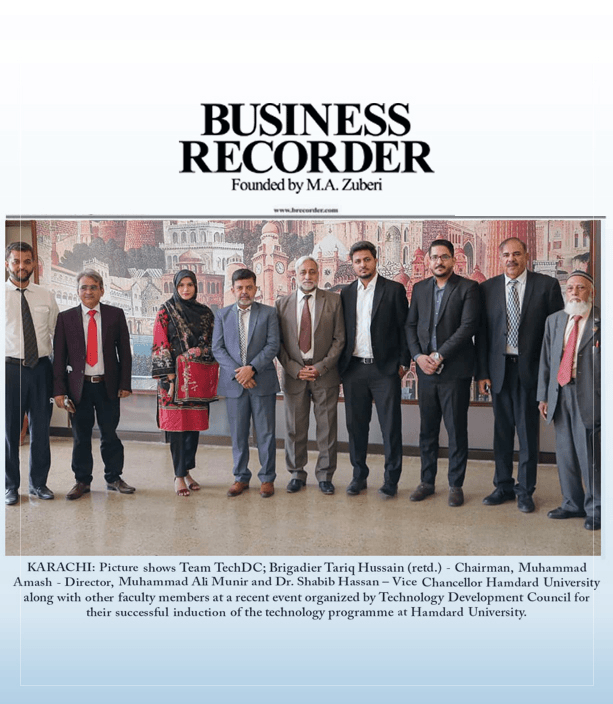 BUSINESS
RECORDER
Founded by M.A. Zuberi
www.brecorder.com
KARACHI: Picture shows Team TechDC; Brigadier Tariq Hussain (retd.) - Chairman, Muhammad
Amash - Director, Muhammad Ali Munir and Dr. Shabib Hassan – Vice Chancellor Hamdard University
along with other faculty members at a recent event organized by Technology Development Council for
their successful induction of the technology programme at Hamdard University.